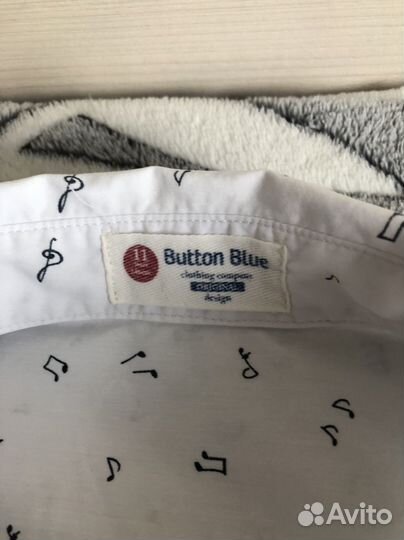 11
Button Blue
clothing company
ORIGINAL
design
Avito